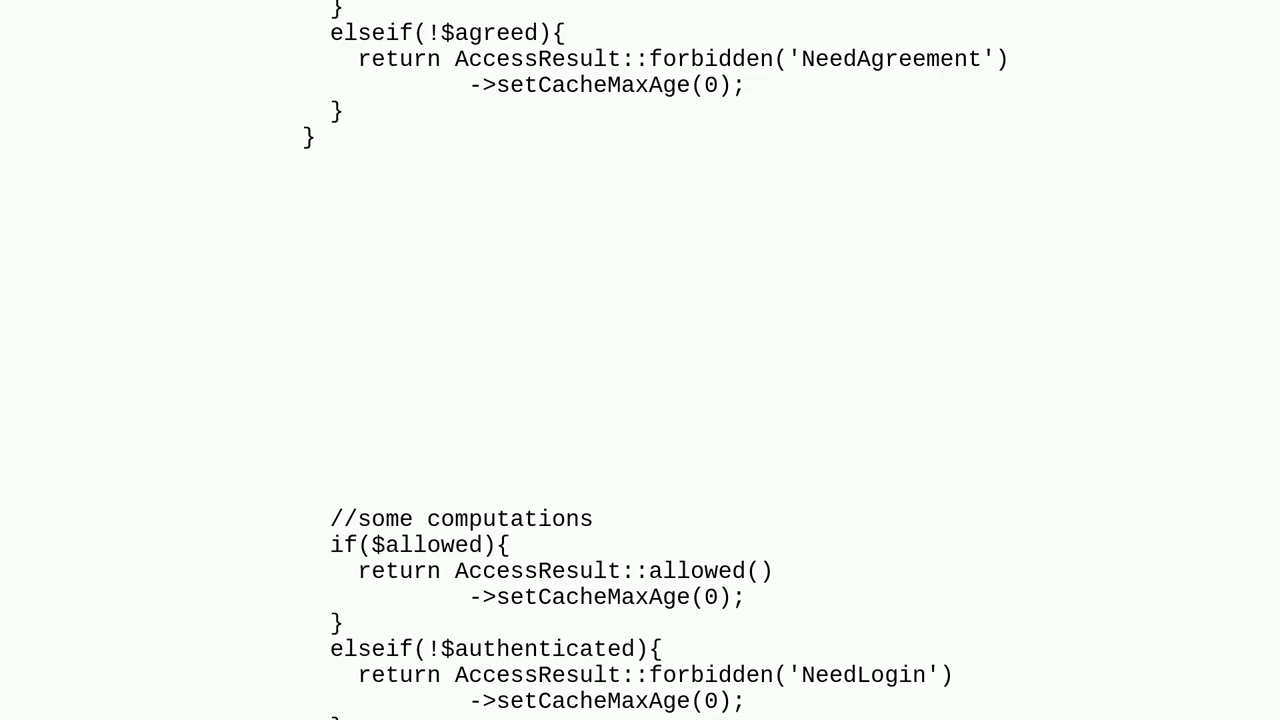 }
elseif(!$agreed){
return AccessResult::forbidden('NeedAgreement')
->setCacheMaxAge(0);
}
}
//some computations
if($allowed){
return AccessResult::allowed()
->setCacheMaxAge(0);
}
elseif(!$authenticated){
return AccessResult::forbidden('NeedLogin')
->setCacheMaxAge(0);
}